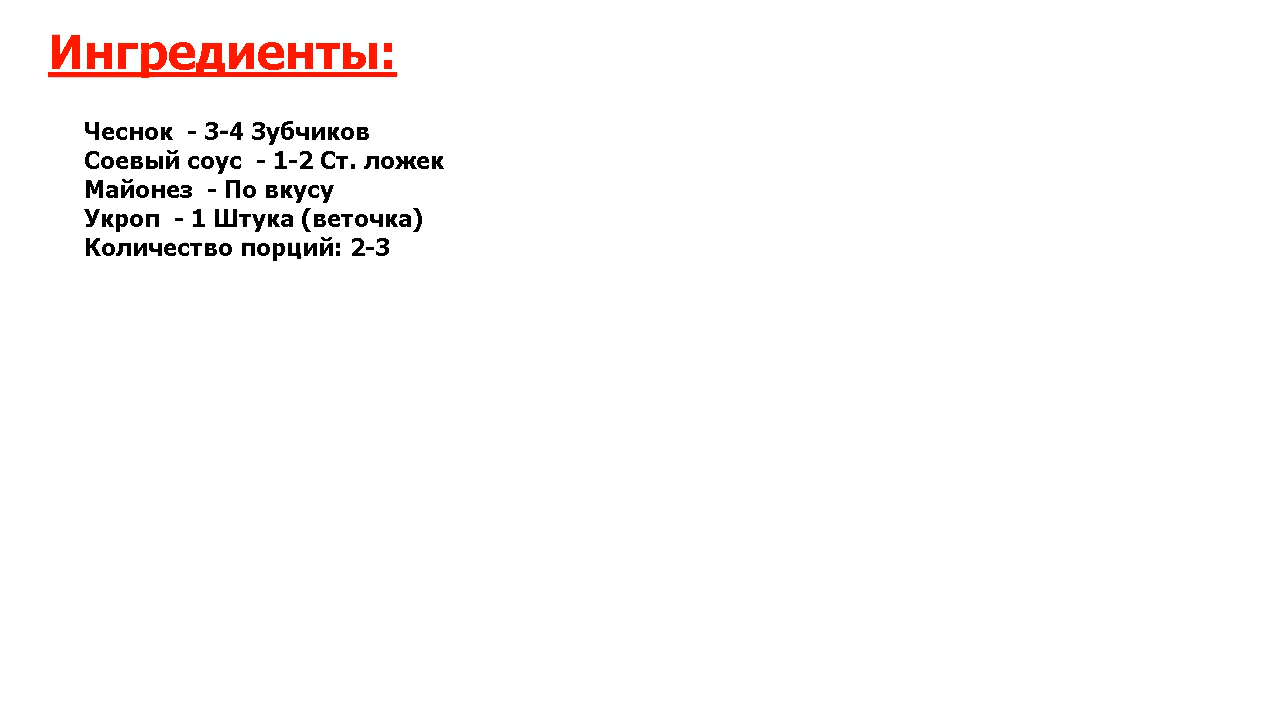 Ингредиенты:
Чеснок  - 3-4 Зубчиков
Соевый соус  - 1-2 Ст. ложек
Майонез  - По вкусу
Укроп  - 1 Штука (веточка)
Количество порций: 2-3